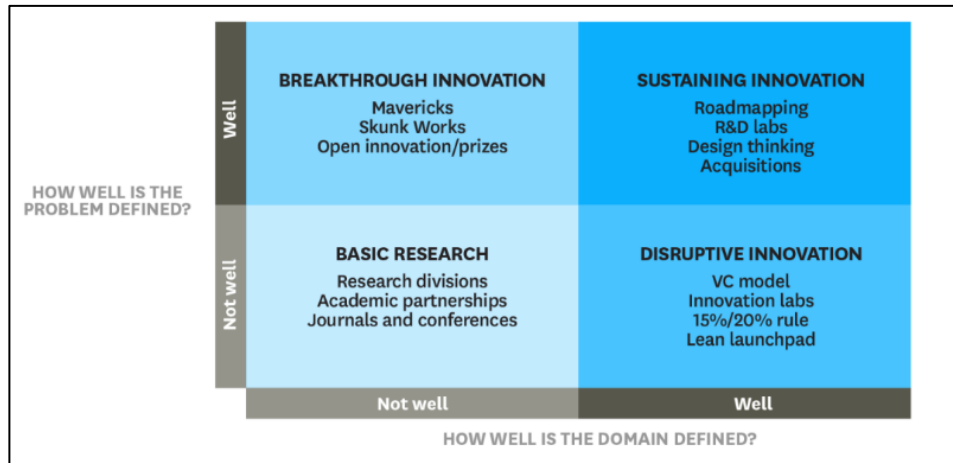 Well
BREAKTHROUGH INNOVATION
Mavericks
Skunk Works
Open innovation/prizes
SUSTAINING INNOVATION
Roadmapping
R&D labs
Design thinking
Acquisitions
HOW WELL IS THE
PROBLEM DEFINED?
Not well
BASIC RESEARCH
Research divisions
Academic partnerships
Journals and conferences
DISRUPTIVE INNOVATION
VC model
Innovation labs
15%/20% rule
Lean launchpad
Not well
Well
HOW WELL IS THE DOMAIN DEFINED?